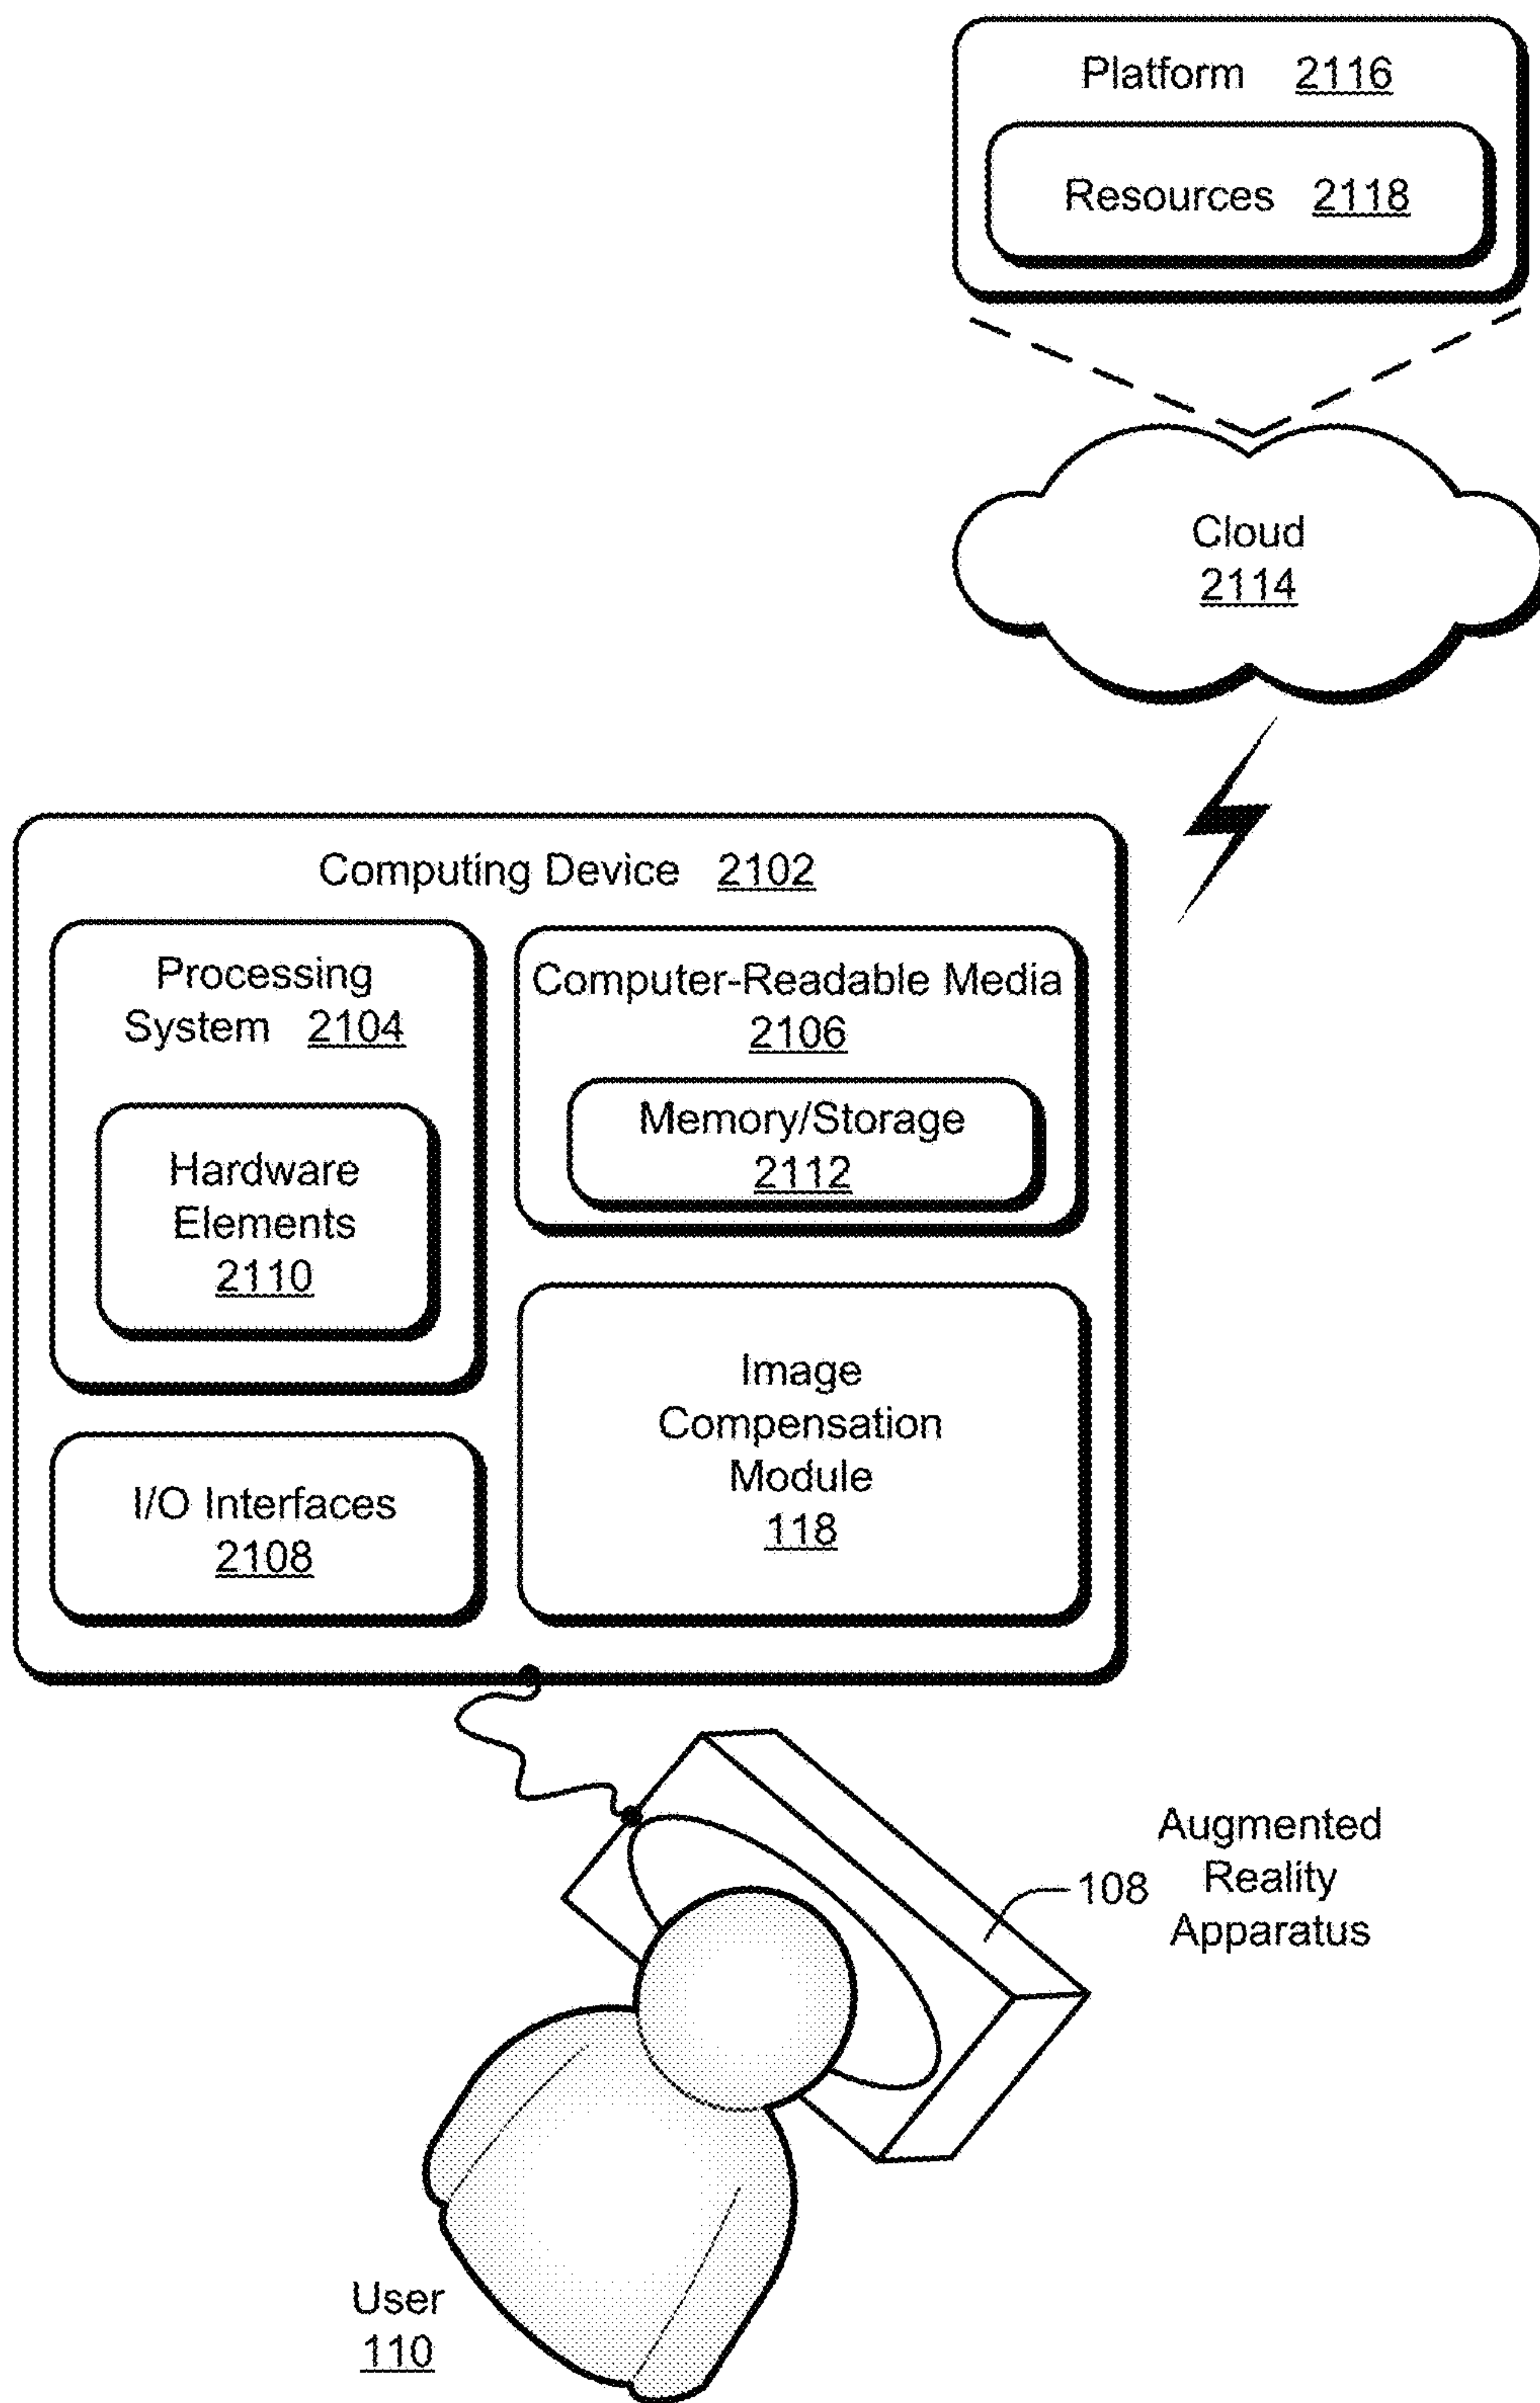 Platform 2116
Resources 2118
Cloud
2114
Computing Device 2102
Processing
System 2104
Hardware
Elements
2110
Computer-Readable Media
2106
Memory/Storage
2112
I/O Interfaces
2108
Image
Compensation
Module
118
108
Augmented
Reality
Apparatus
User
110